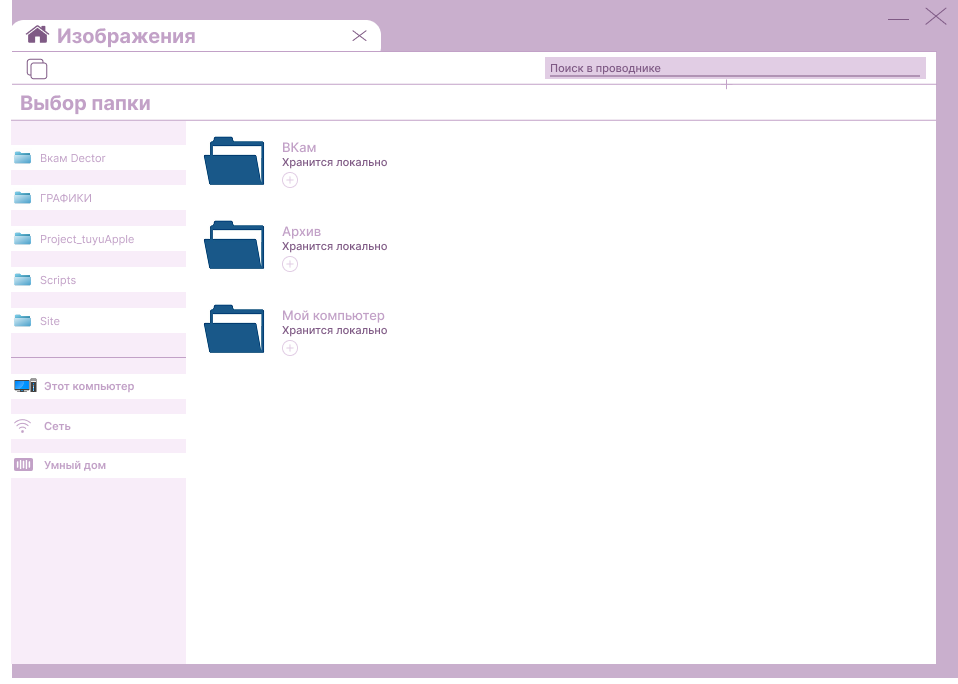 Изображения
Поиск в проводнике
Выбор папки
Вкам Dector
ГРАФИКИ
Project_tuyuApple
Scripts
Site
Этот компьютер
Сеть
Умный дом
ВКам
Хранится локально
Архив
Хранится локально
Мой компьютер
Хранится локально